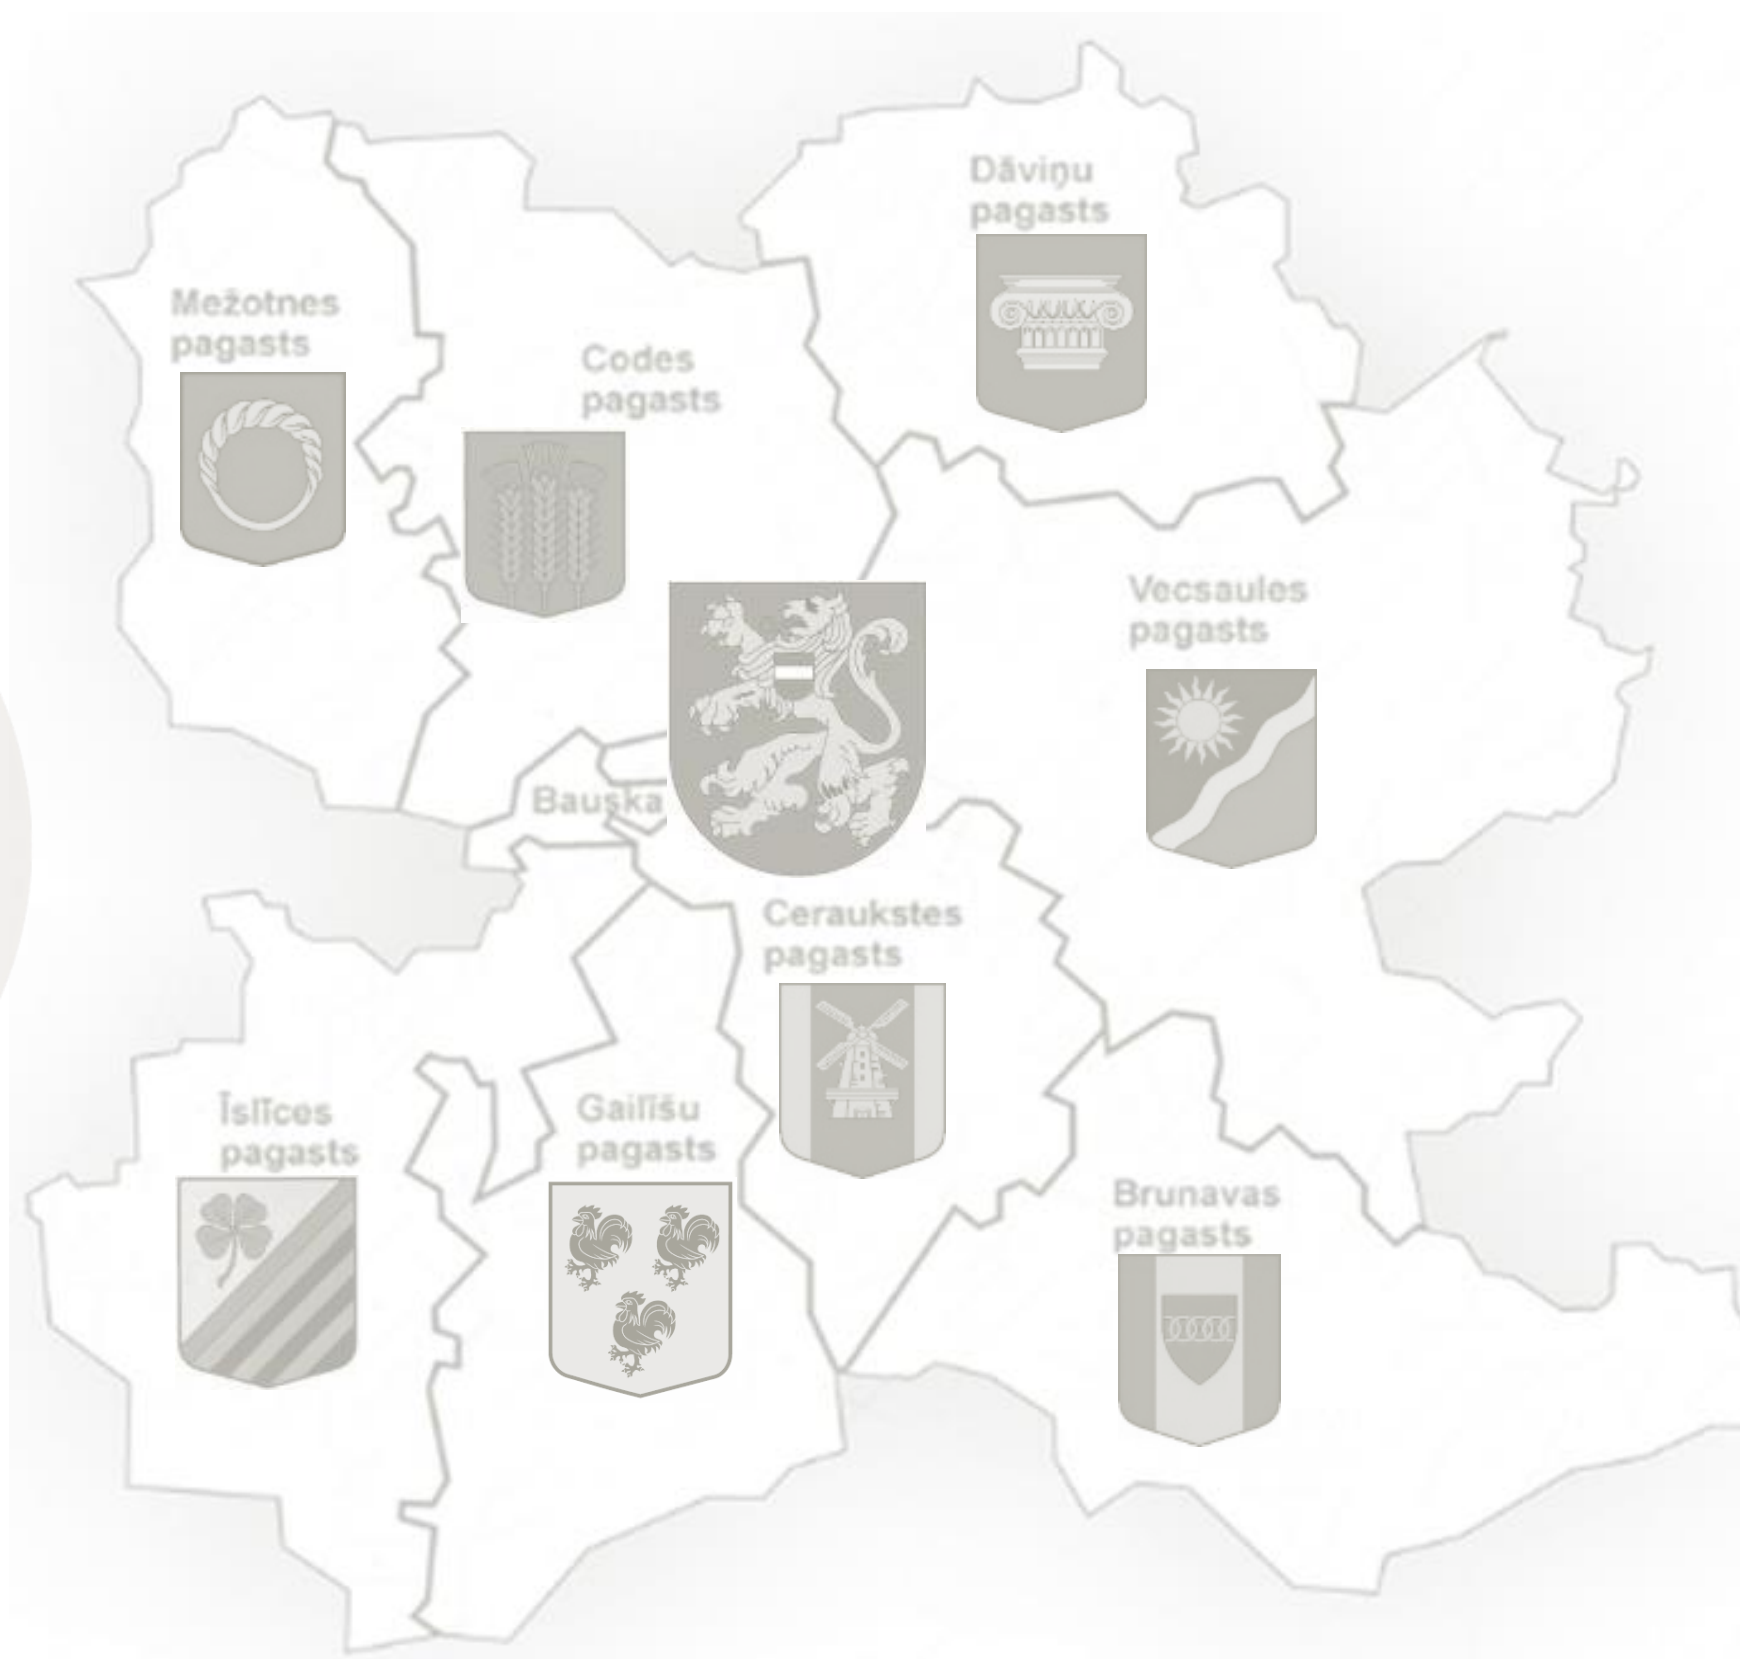 Dāviņu
pagasts
Mežotnes
pagasts
Codes
pagasts
Vecsaules
pagasts
Bauska
Ceraukstes
pagasts
Īslīces
pagasts
Gailīšu
pagasts
Brunavas
pagasts